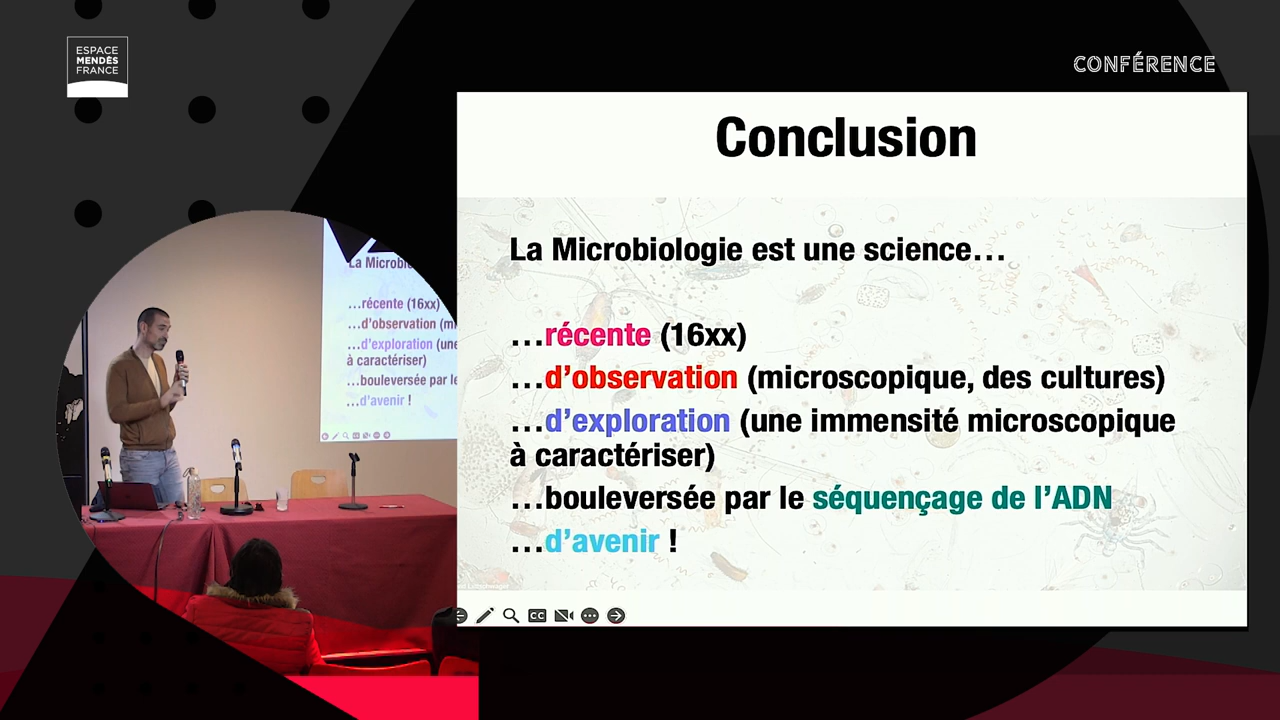 ESPACE
MENDÈS
FRANCE
CONFÉRENCE
Conclusion
La Microbiologie est une science…
…récente (16xx)
…d’observation (microscopique, des cultures)
…d’exploration (une immensité microscopique
à caractériser)
…bouleversée par le séquençage de l’ADN
…d’avenir !
CC
La Microbi
…récente (16xx)
…d'observation (mi
…d'exploration (une
à caractériser)
…bouleversée par le
…d'avenir !